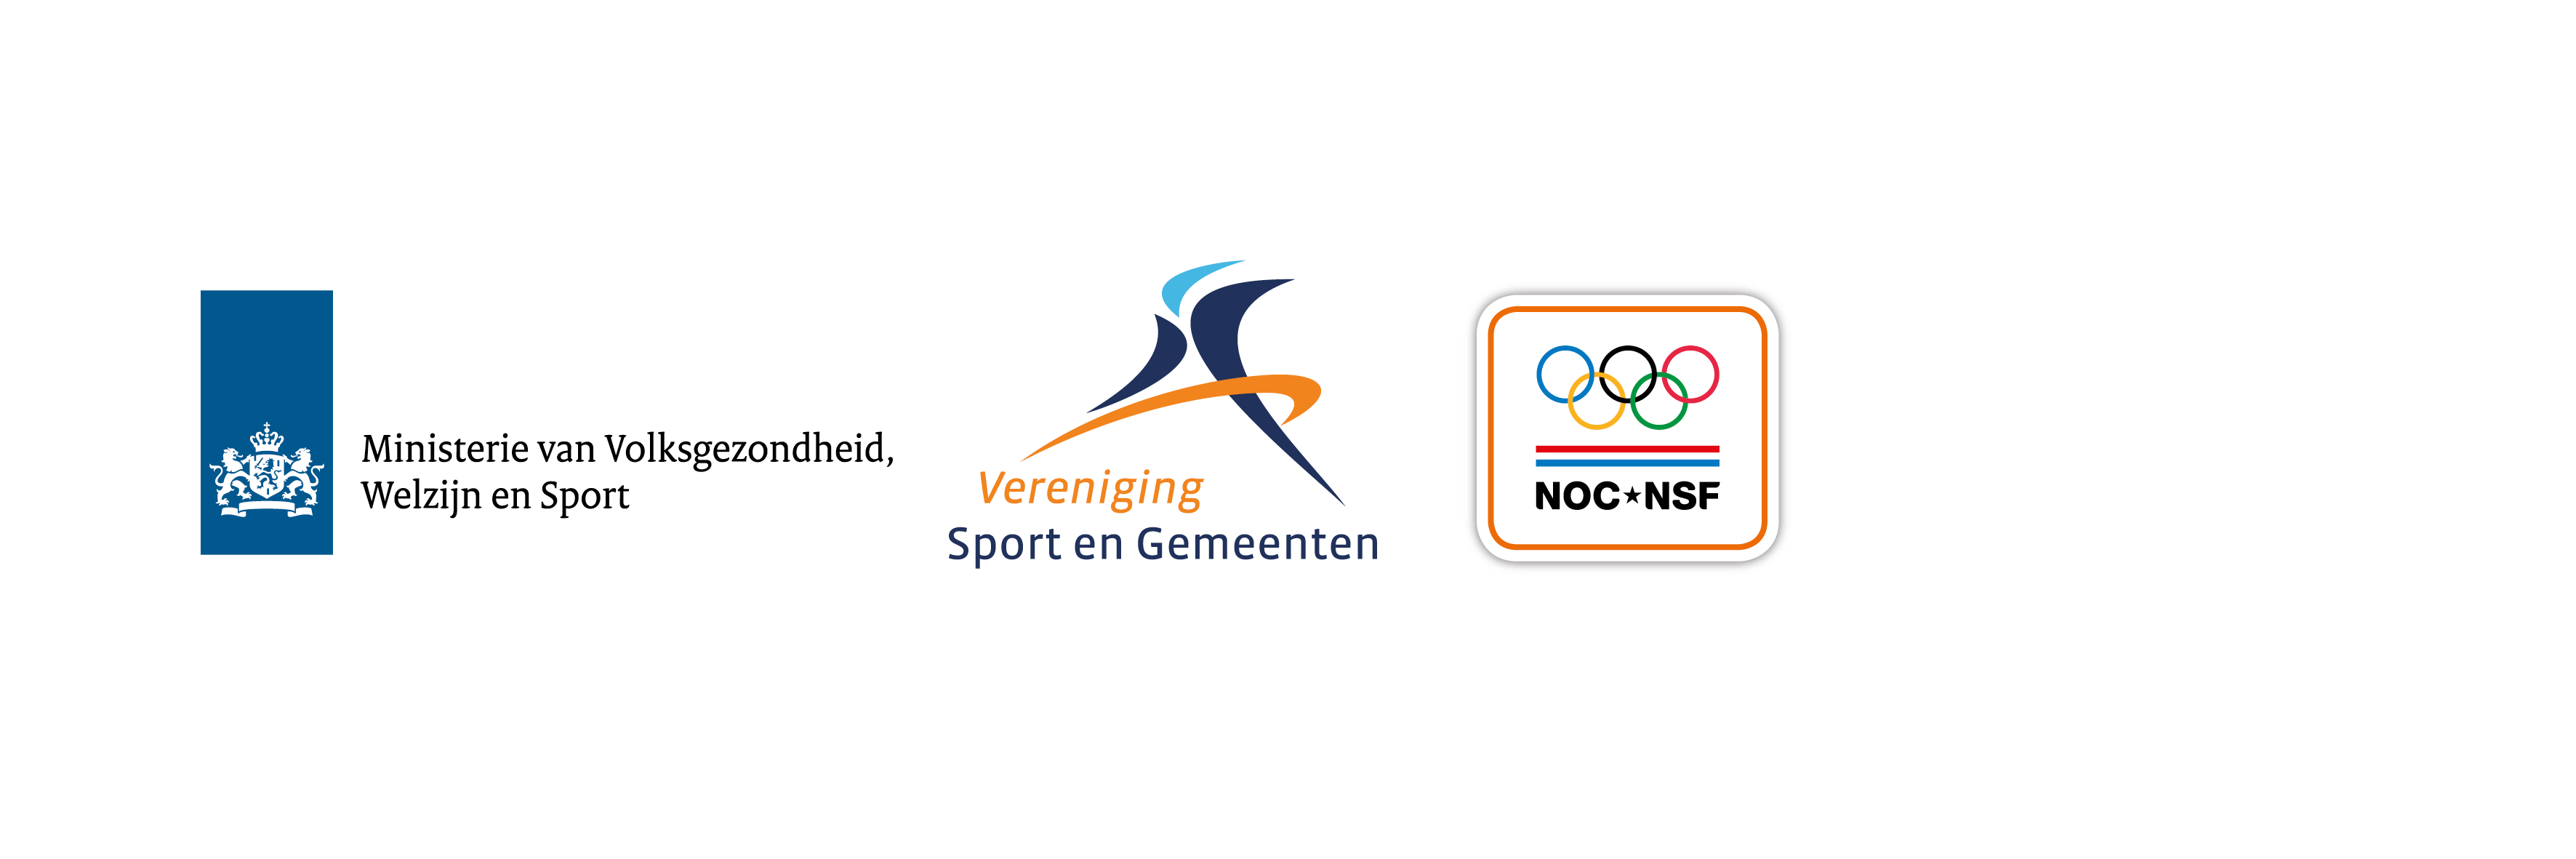 Ministerie van Volksgezondheid,
Welzijn en Sport
Vereniging
Sport en Gemeenten
NOC★NSF